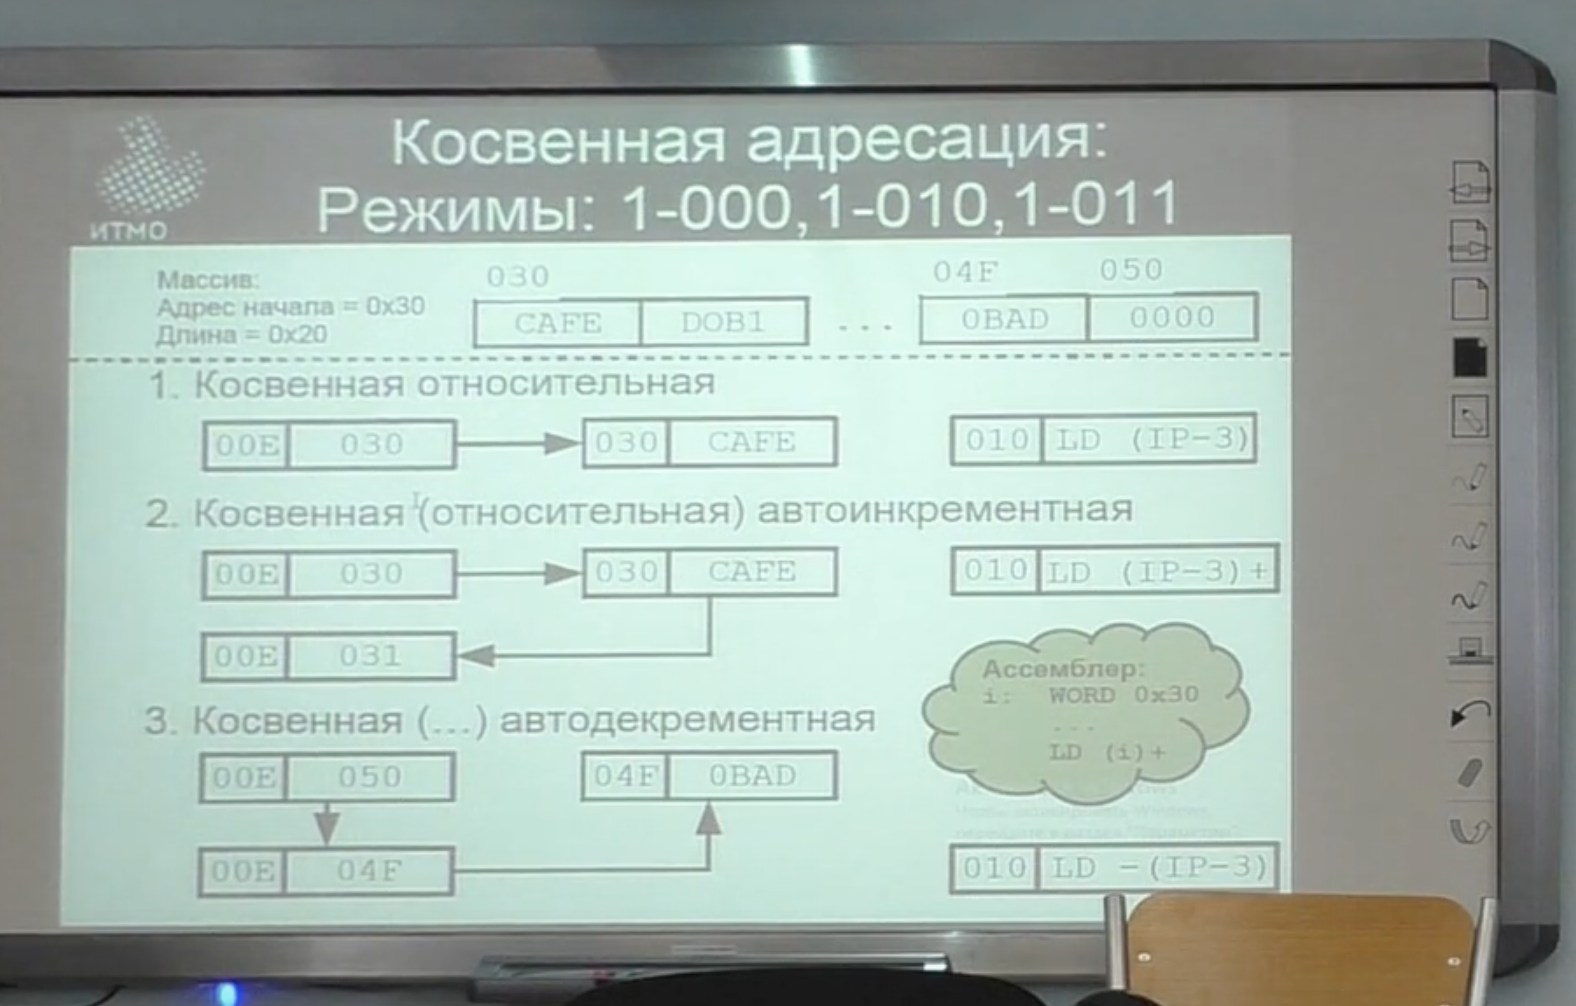 Косвенная адресация:
Режимы: 1-000,1-010,1-011
ИТМО
Массив:
Адрес начала = 0x30
Длина = 0x20
030
04F 050
CAFE D0B1 ... 0BAD 0000
1. Косвенная относительная
00E 030 030 CAFE 010 LD (IP-3)
2. Косвенная (относительная) автоинкрементная
00E 030 030 CAFE 010 LD (IP-3)+
00E 031
Ассемблер:
i: WORD 0x30
...
LD (i)+
3. Косвенная (...) автодекрементная
00E 050 04F 0BAD
00E 04F 010 LD -(IP-3)